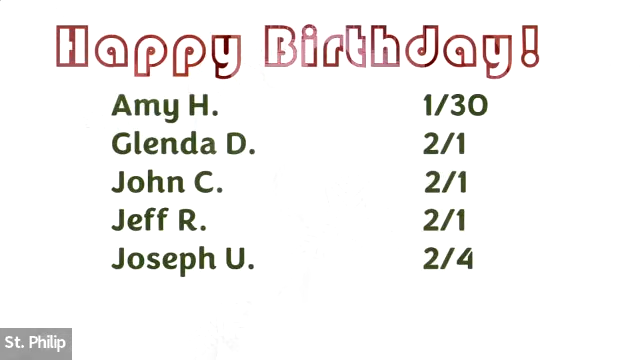 Happy Birthday!
Amy H. 1/30
Glenda D. 2/1
John C. 2/1
Jeff R. 2/1
Joseph U. 2/4
St. Philip